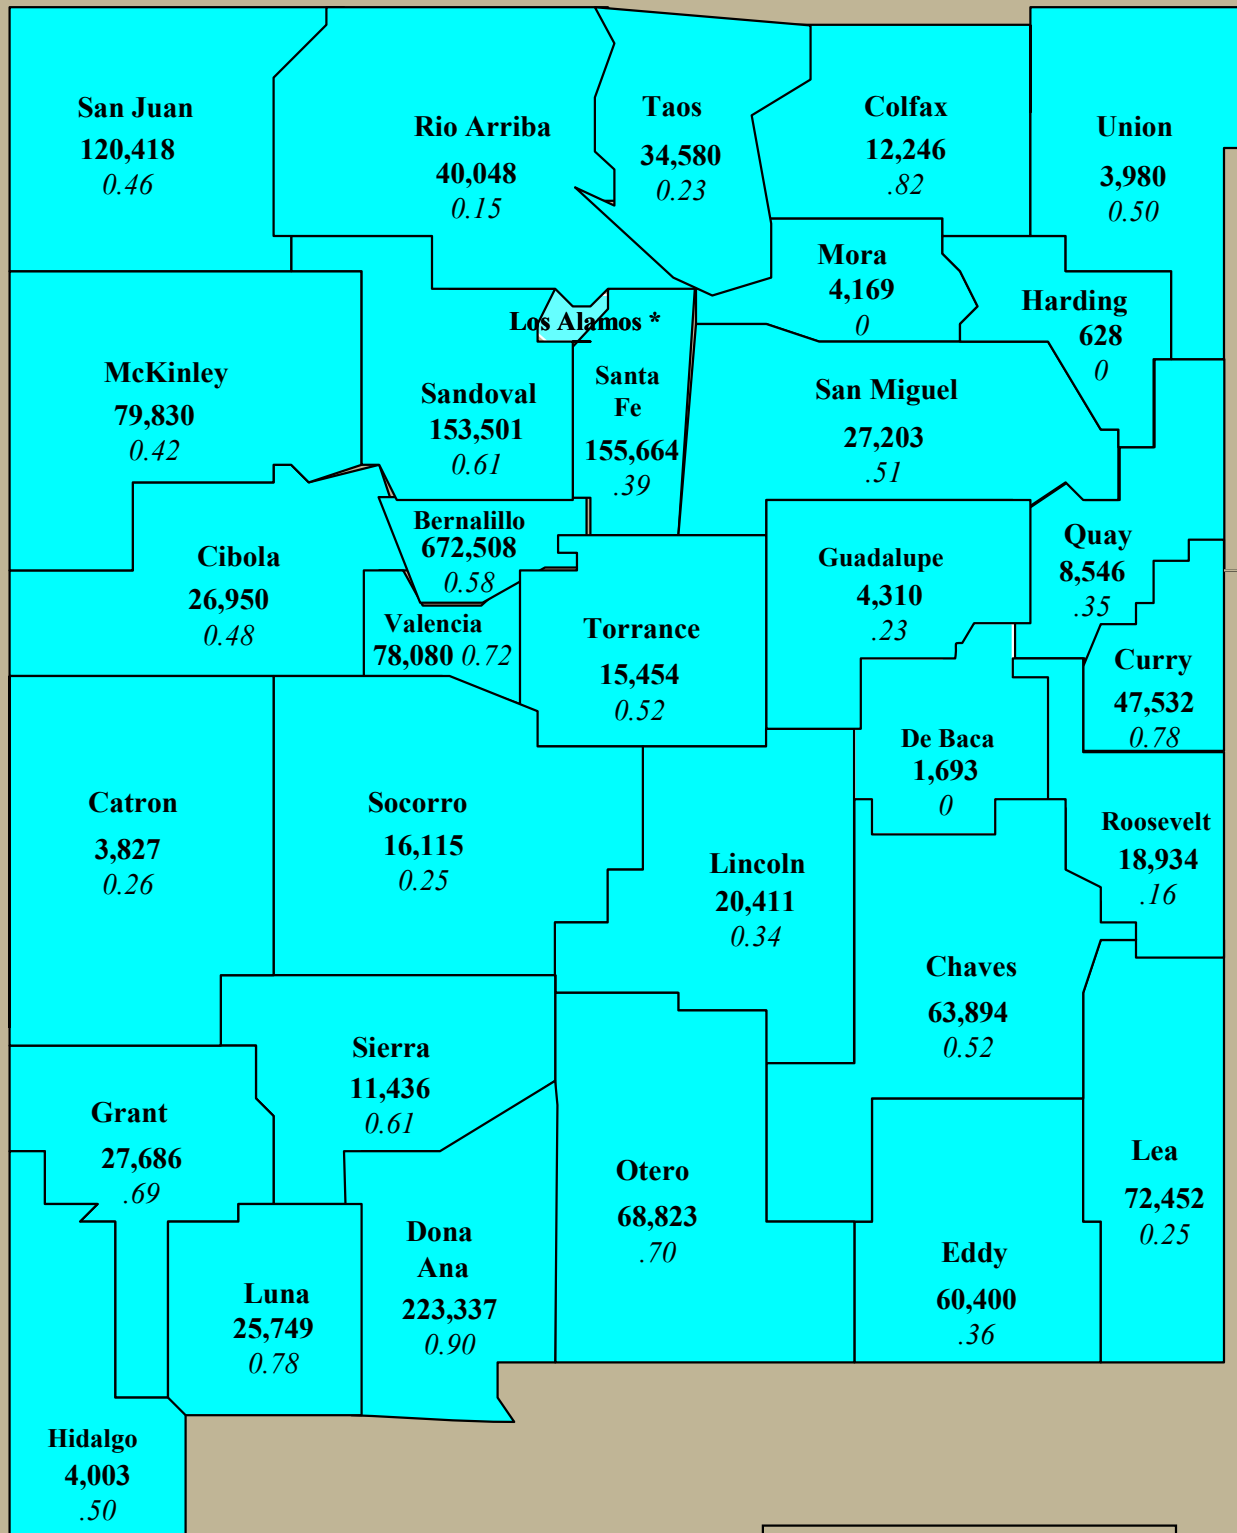 San Juan
120,418
0.46
Rio Arriba
40,048
0.15
Taos
34,580
0.23
Colfax
12,246
.82
Union
3,980
0.50
Mora
4,169
0
Harding
628
0
Los Alamos *
McKinley
79,830
0.42
Sandoval
153,501
0.61
Santa
Fe
155,664
.39
San Miguel
27,203
.51
Bernalillo
672,508
0.58
Cibola
26,950
0.48
Valencia
78,080 0.72
Torrance
15,454
0.52
Guadalupe
4,310
.23
Quay
8,546
.35
Curry
47,532
0.78
De Baca
1,693
0
Catron
3,827
0.26
Socorro
16,115
0.25
Lincoln
20,411
0.34
Roosevelt
18,934
.16
Chaves
63,894
0.52
Sierra
11,436
0.61
Grant
27,686
.69
Otero
68,823
.70
Lea
72,452
0.25
Dona
Ana
223,337
0.90
Eddy
60,400
.36
Luna
25,749
0.78
Hidalgo
4,003
.50